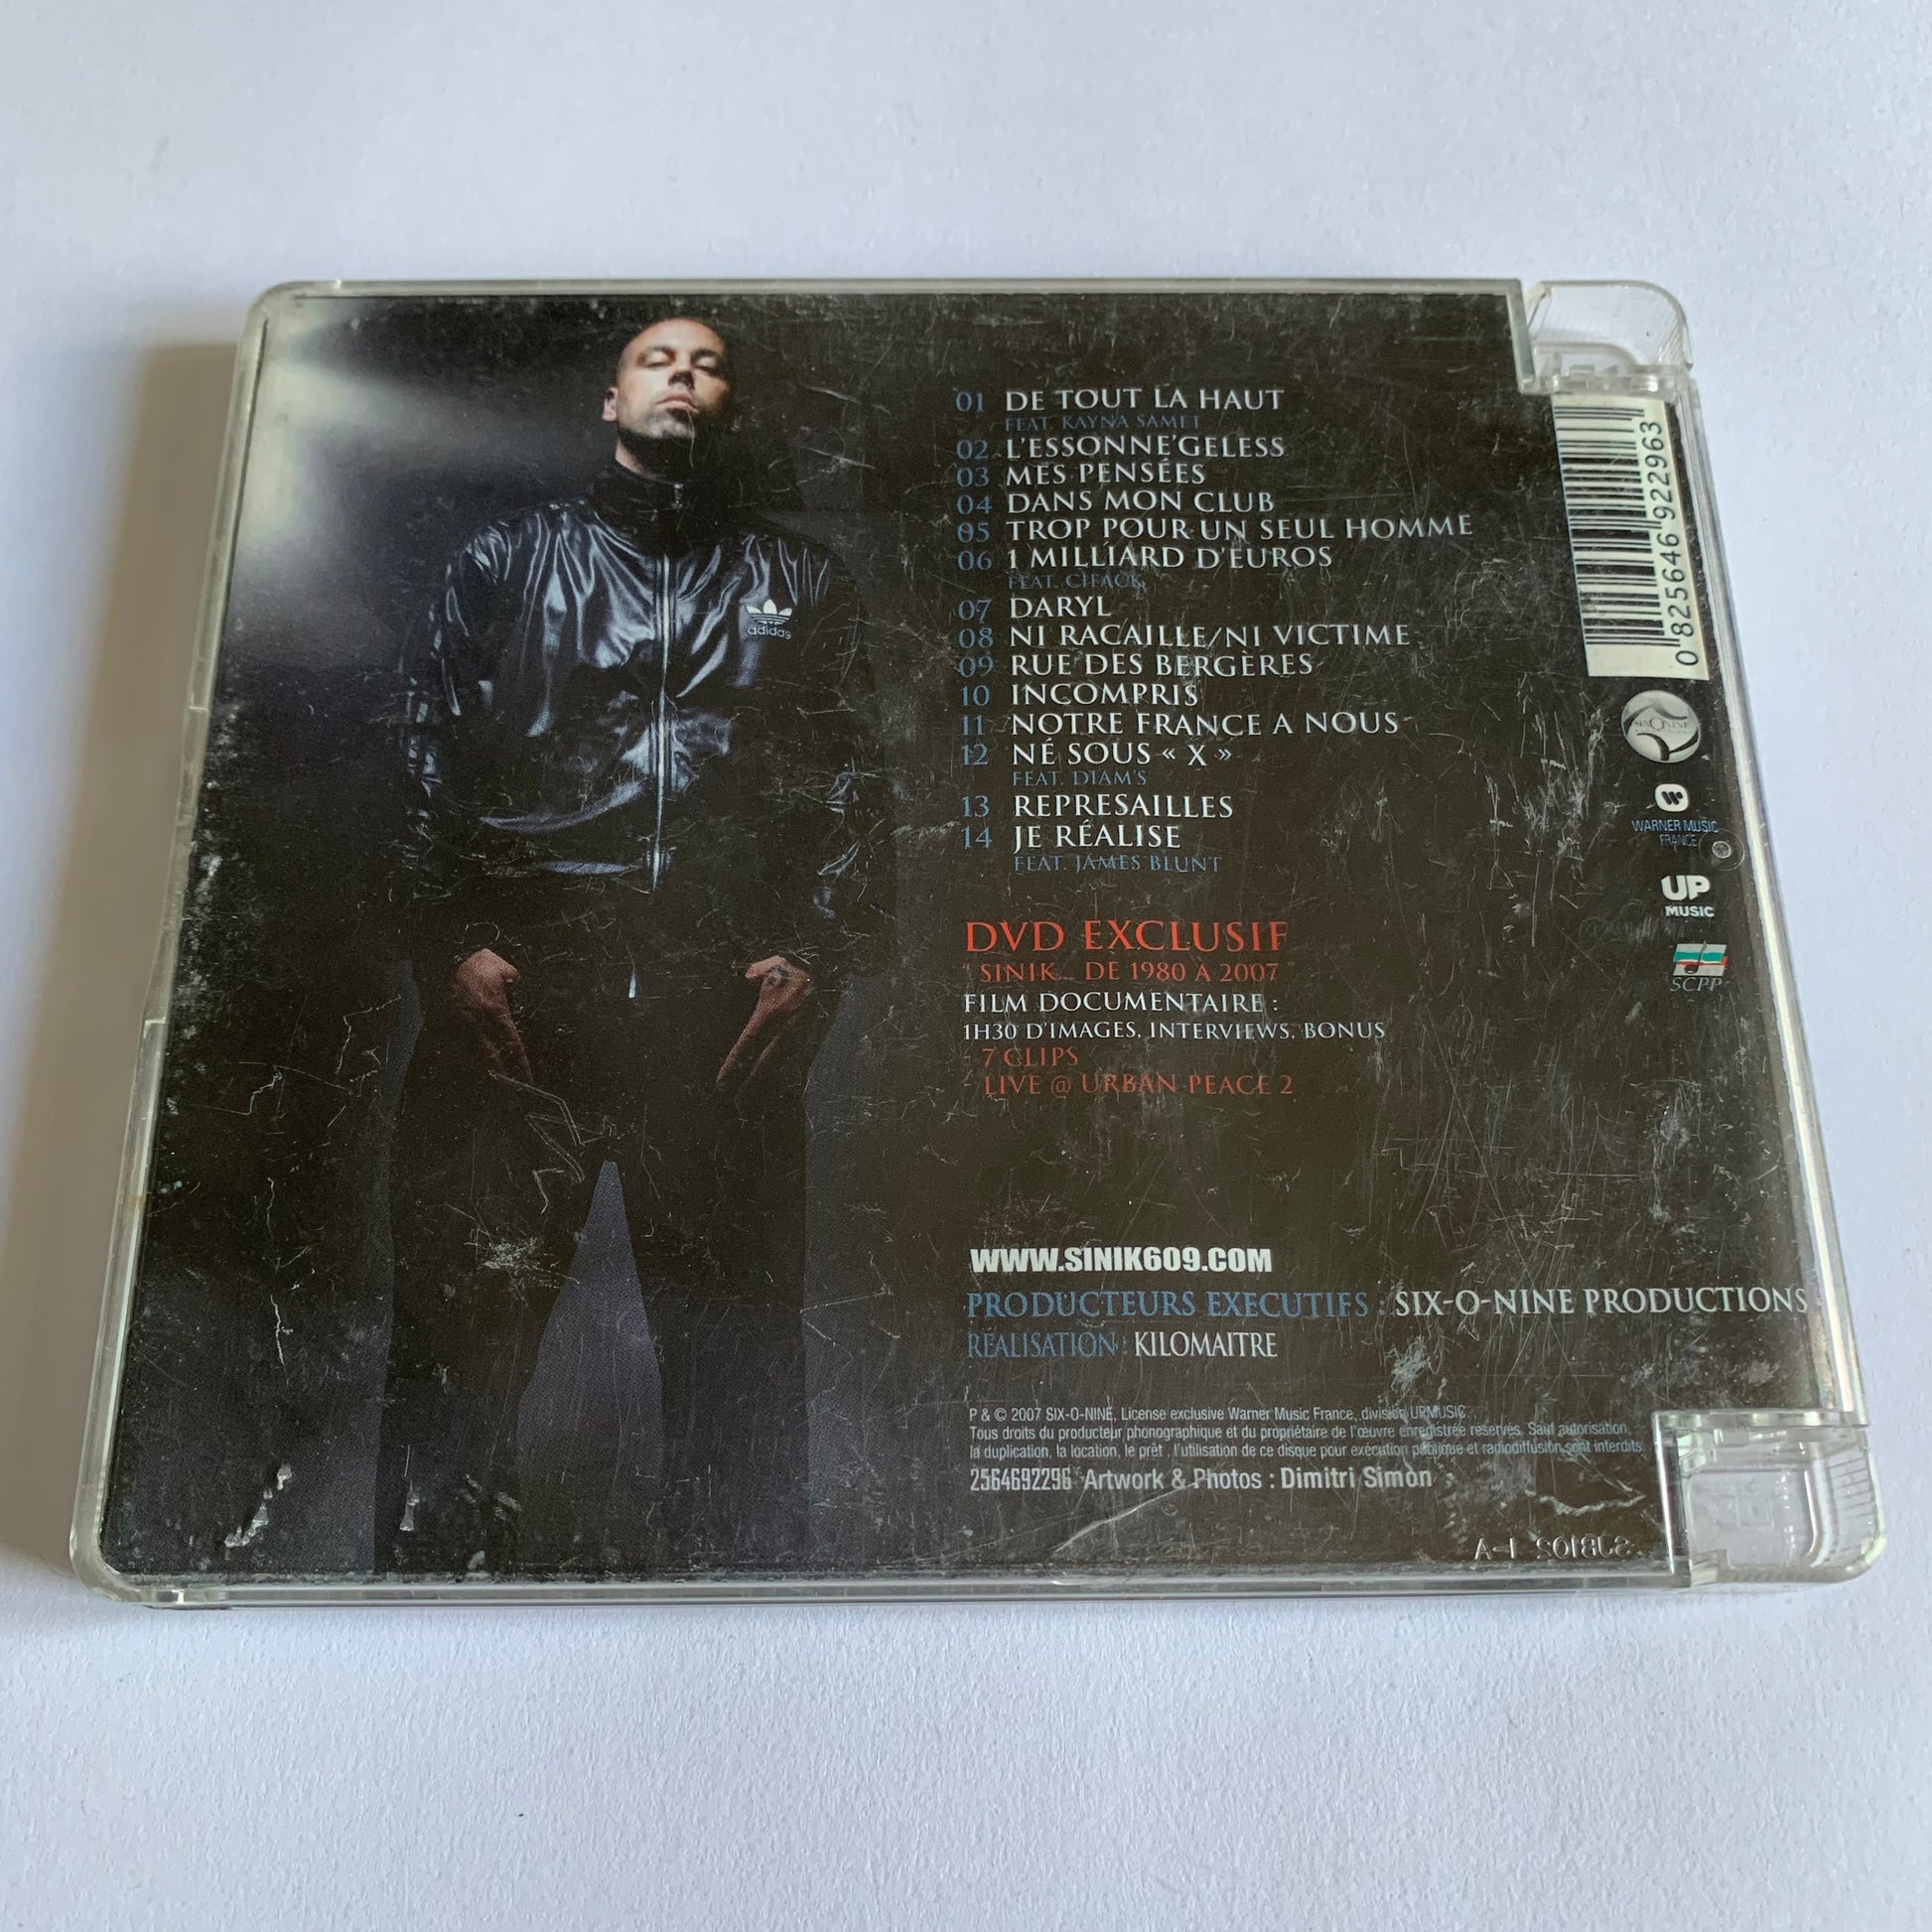 adidas
01 DE TOUT LA HAUT
FEAT. KAYNA SAMET
02 L'ESSONNE'GELESS
03 MES PENSÉES
04 DANS MON CLUB
05 TROP POUR UN SEUL HOMME
06 1 MILLIARD D'EUROS
FEAT. CIFACK
07 DARYL
08 NI RACAILLE/NI VICTIME
09 RUE DES BERGÈRES
10 INCOMPRIS
11 NOTRE FRANCE A NOUS
12 NÉ SOUS « X »
FEAT. DIAM'S
13 REPRESAILLES
14 JE RÉALISE
FEAT. JAMES BLUNT
DVD EXCLUSIF
" SINIK... DE 1980 A 2007 "
FILM DOCUMENTAIRE :
1H30 D'IMAGES, INTERVIEWS, BONUS
- 7 CLIPS
- LIVE @ URBAN PEACE 2
WWW.SINIK609.COM
PRODUCTEURS EXECUTIFS : SIX-O-NINE PRODUCTIONS
REALISATION : KILOMAITRE
P & © 2007 SIX-O-NINE, License exclusive Warner Music France, division UPMUSIC.
Tous droits du producteur phonographique et du propriétaire de l'œuvre enregistrée reserves. Sauf autorisation,
la duplication, la location, le prêt , l'utilisation de ce disque pour exécution publique et radiodiffusion sont interdits.
2564692296 Artwork & Photos : Dimitri Simon
0 825646 922963
SIXONINE
WARNER MUSIC
FRANCE
UP
MUSIC
SCPP
SJB102 1-A